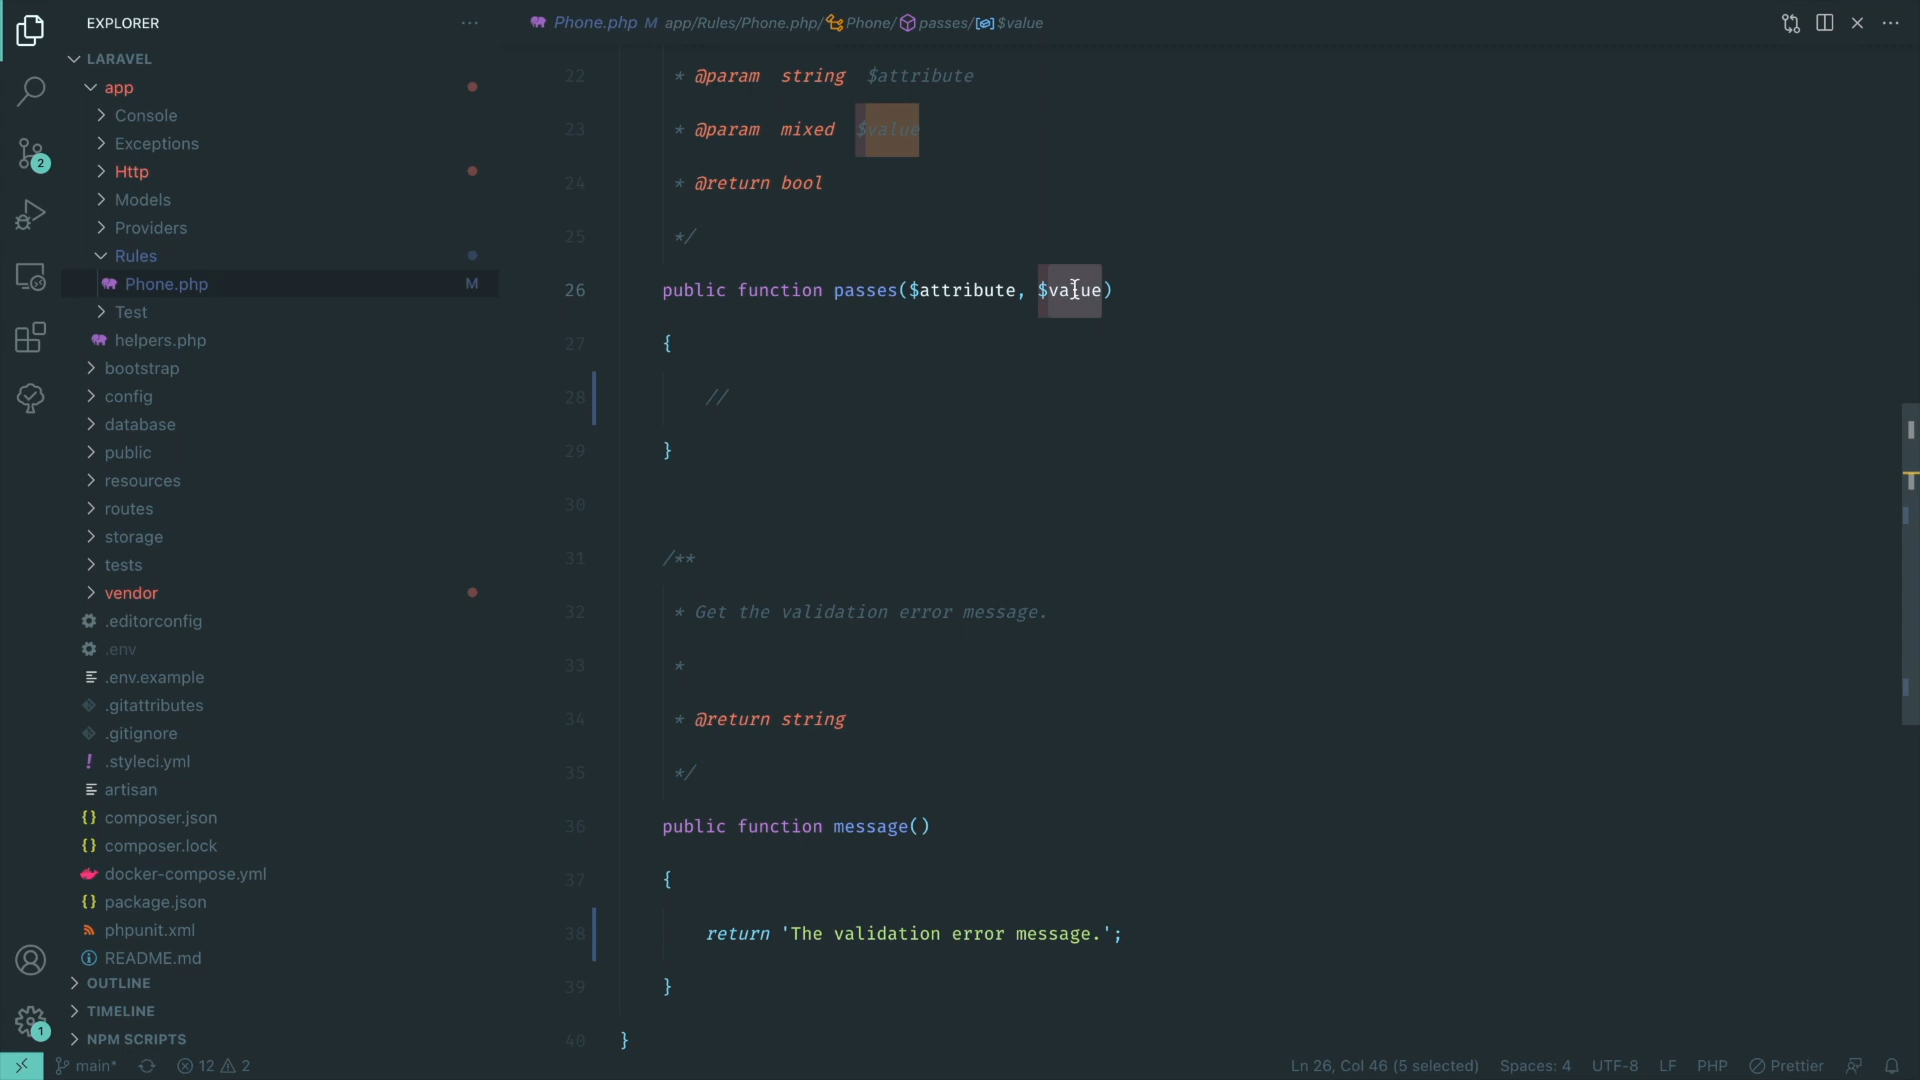 EXPLORER
LARAVEL
app
Console
Exceptions
Http
Models
Providers
Rules
Phone.php M
Test
helpers.php
bootstrap
config
database
public
resources
routes
storage
tests
vendor
.editorconfig
.env
.env.example
.gitattributes
.gitignore
.styleci.yml
artisan
composer.json
composer.lock
docker-compose.yml
package.json
phpunit.xml
README.md
OUTLINE
TIMELINE
NPM SCRIPTS
2
1
Phone.php M app/Rules/Phone.php/Phone/passes/$value
22 * @param  string  $attribute
23 * @param  mixed  $value
24 * @return bool
25 */
26 public function passes($attribute, $value)
27 {
28 //
29 }
30
31 /**
32 * Get the validation error message.
33 *
34 * @return string
35 */
36 public function message()
37 {
38 return 'The validation error message.';
39 }
40 }
main* 12 2 Ln 26, Col 46 (5 selected) Spaces: 4 UTF-8 LF PHP Prettier